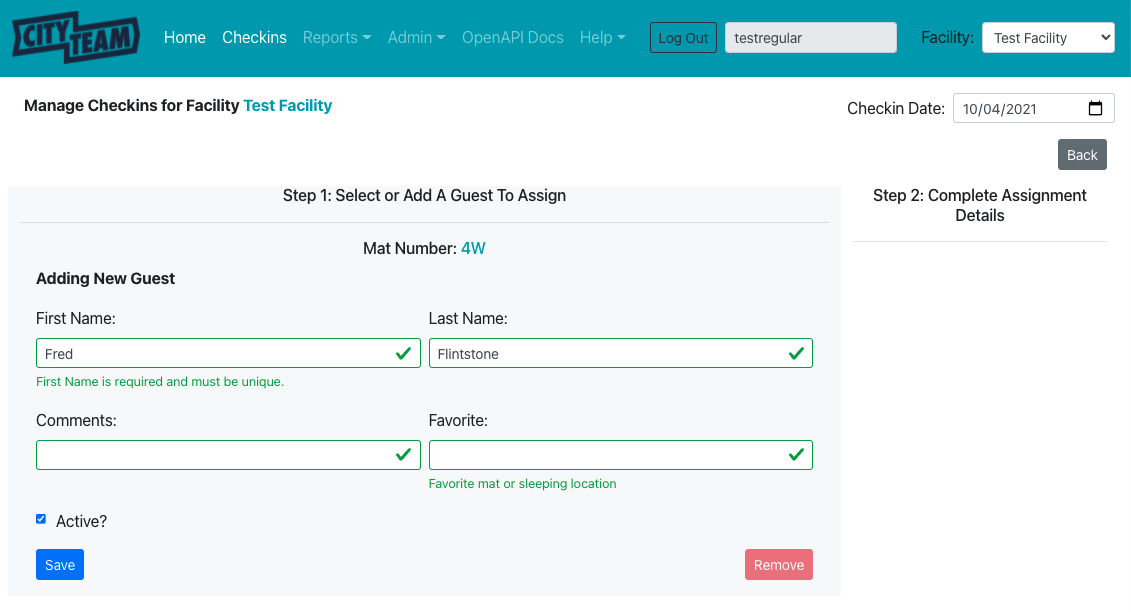 CITY TEAM
Home Checkins Reports Admin OpenAPI Docs Help Log Out testregular Facility: Test Facility
Manage Checkins for Facility Test Facility
Checkin Date: 10/04/2021
Back
Step 1: Select or Add A Guest To Assign
Mat Number: 4W
Adding New Guest
First Name: Last Name:
Fred Flintstone
First Name is required and must be unique.
Comments: Favorite:
Favorite mat or sleeping location
Active?
Save Remove
Step 2: Complete Assignment
Details